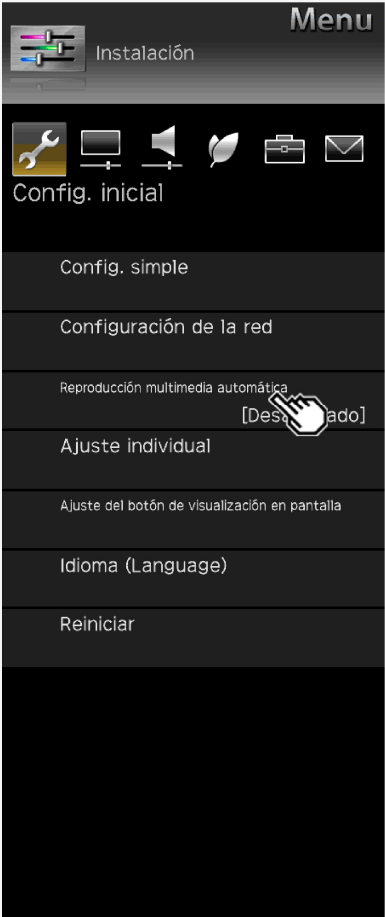 Menu
Instalación
Config. inicial
Config. simple
Configuración de la red
Reproducción multimedia automática
Ajuste individual
Ajuste del botón de visualización en pantalla
Idioma (Language)
Reiniciar